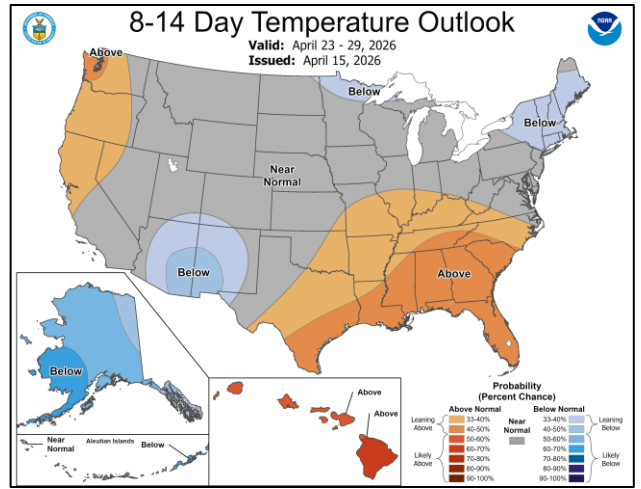 8-14 Day Temperature Outlook
Valid: April 23 - 29, 2026
Issued: April 15, 2026
noaa
Above
Below
Below
Near
Normal
Below
Above
Below
Near
Normal
Aleutian Islands
Below
Above
Above
Probability
(Percent Chance)
Above Normal
Near
Normal
Below Normal
Leaning
Above
33-40%
40-50%
50-60%
Likely
Above
60-70%
70-80%
80-90%
90-100%
33-40%
40-50%
50-60%
Leaning
Below
60-70%
70-80%
80-90%
90-100%
Likely
Below